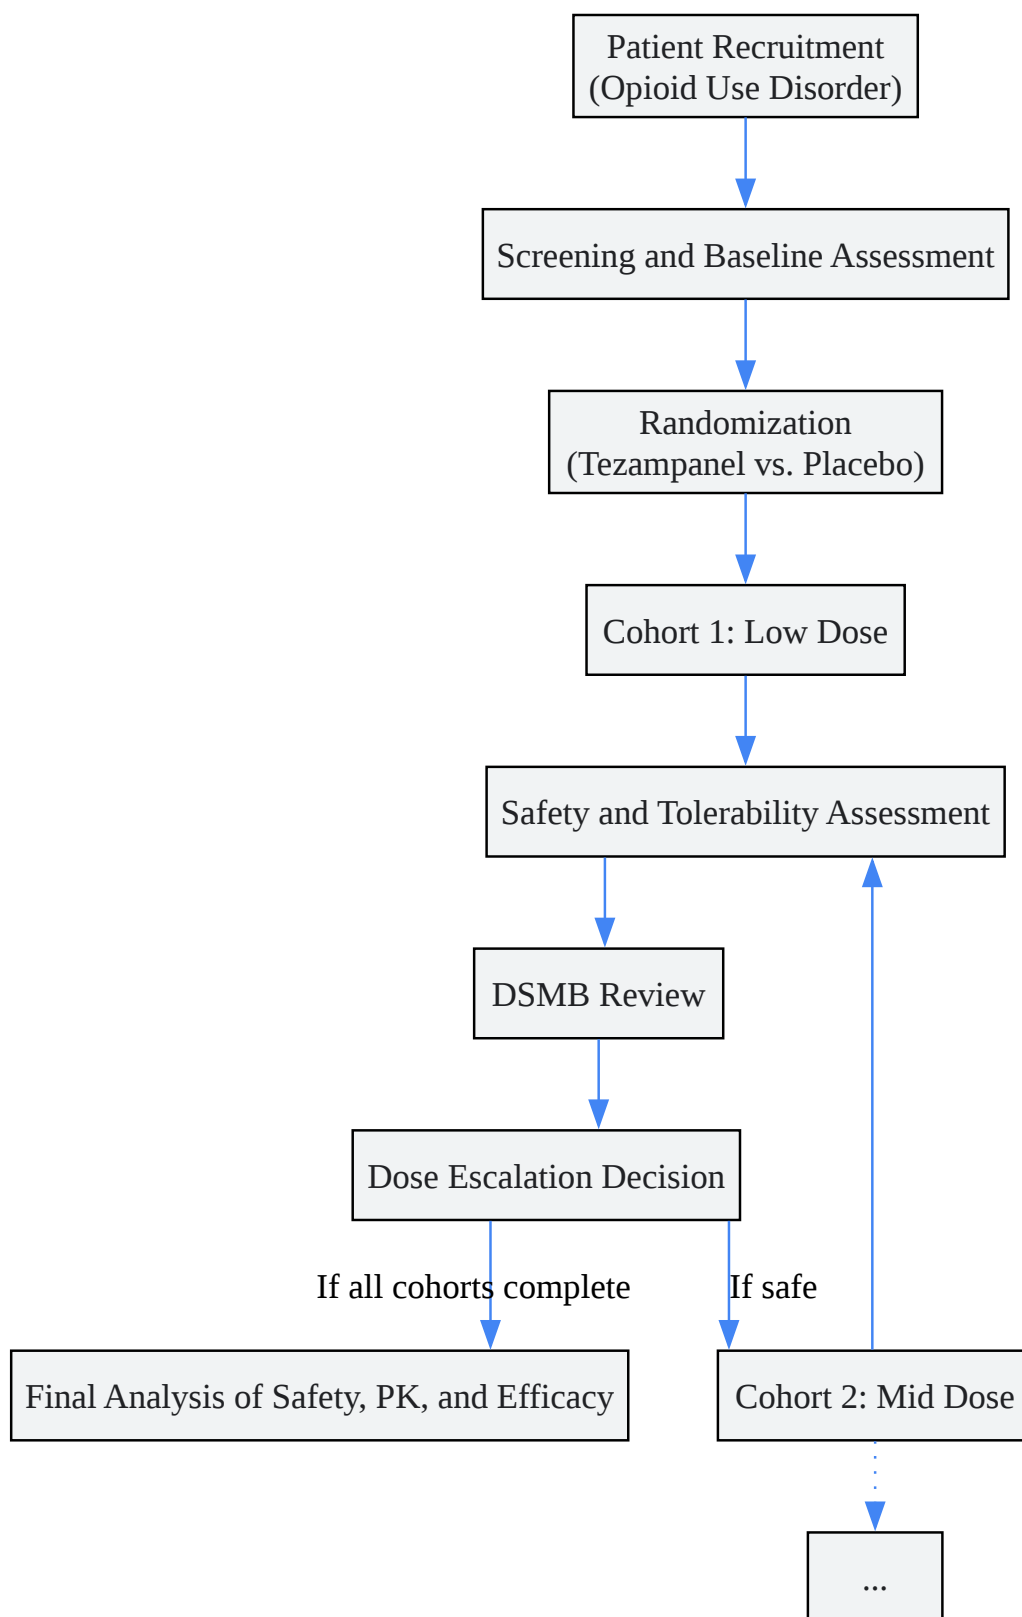 Patient Recruitment
(Opioid Use Disorder)
Screening and Baseline Assessment
Randomization
(Tezampanel vs. Placebo)
Cohort 1: Low Dose
Safety and Tolerability Assessment
DSMB Review
Dose Escalation Decision
If all cohorts complete
If safe
Final Analysis of Safety, PK, and Efficacy
Cohort 2: Mid Dose
...